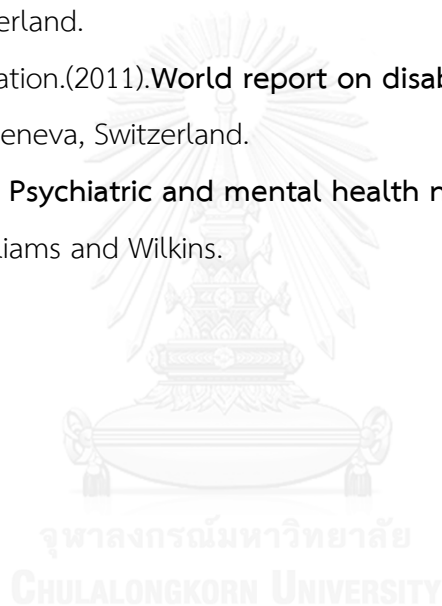 erland.
ation.(2011).World report on disab
eneva, Switzerland.
Psychiatric and mental health n
liams and Wilkins.
จุฬาลงกรณ์มหาวิทยาลัย
CHULALONGKORN UNIVERSITY